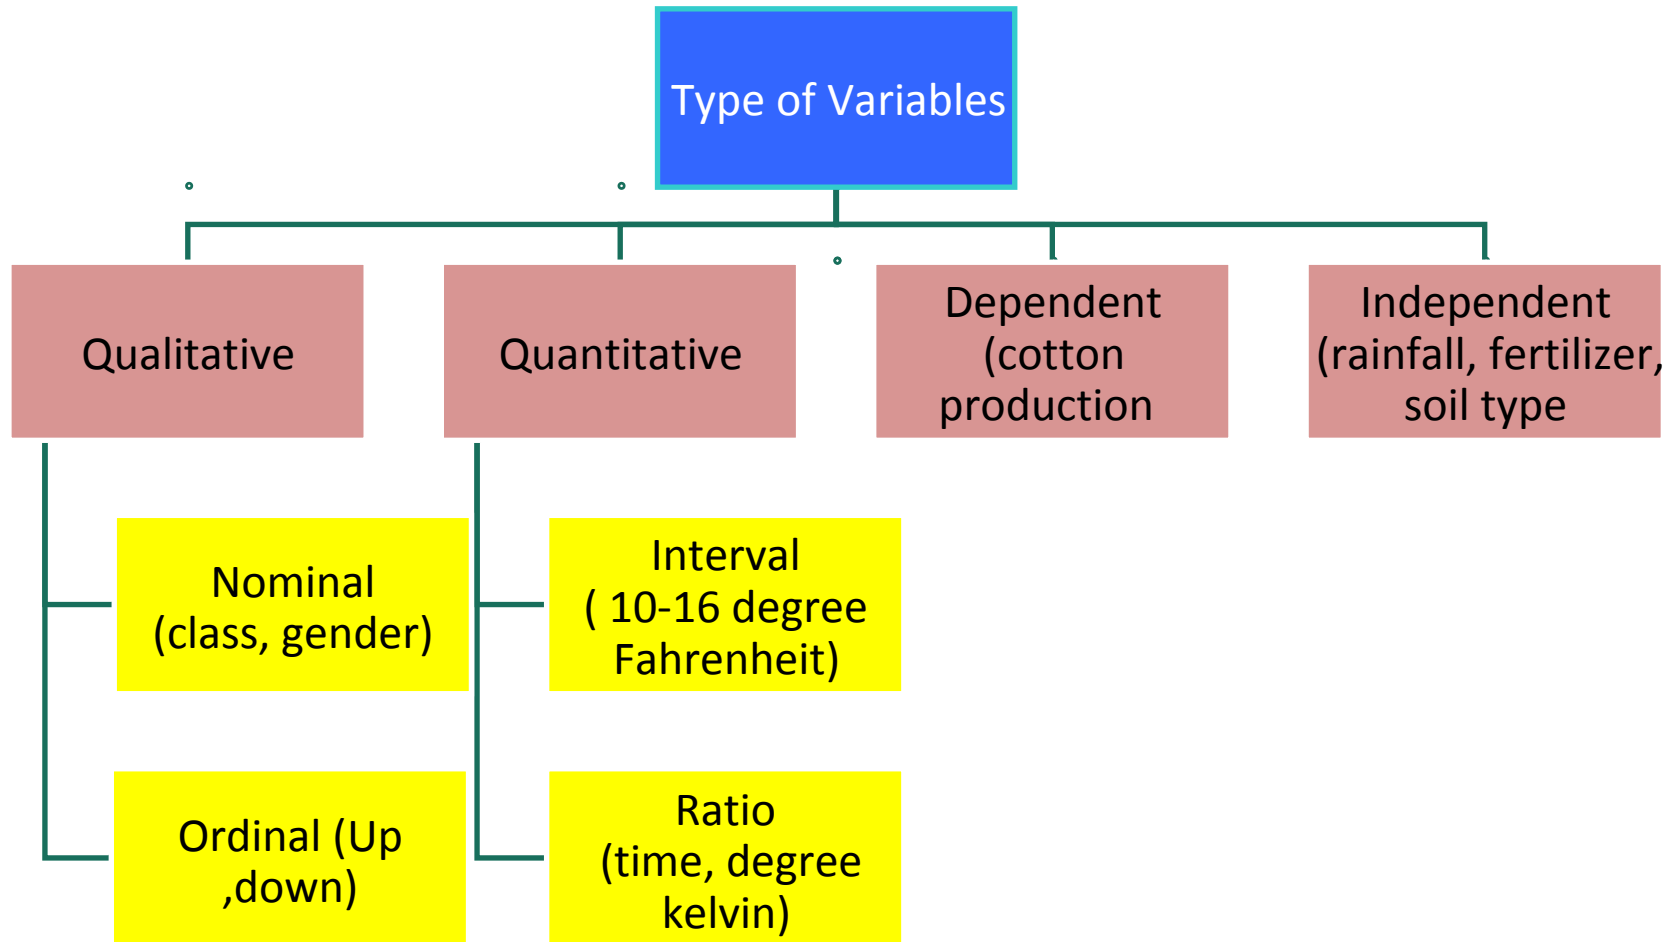 Type of Variables
Qualitative
Quantitative
Dependent
(cotton
production
Independent
(rainfall, fertilizer,
soil type
Nominal
(class, gender)
Interval
( 10-16 degree
Fahrenheit)
Ordinal (Up
,down)
Ratio
(time, degree
kelvin)